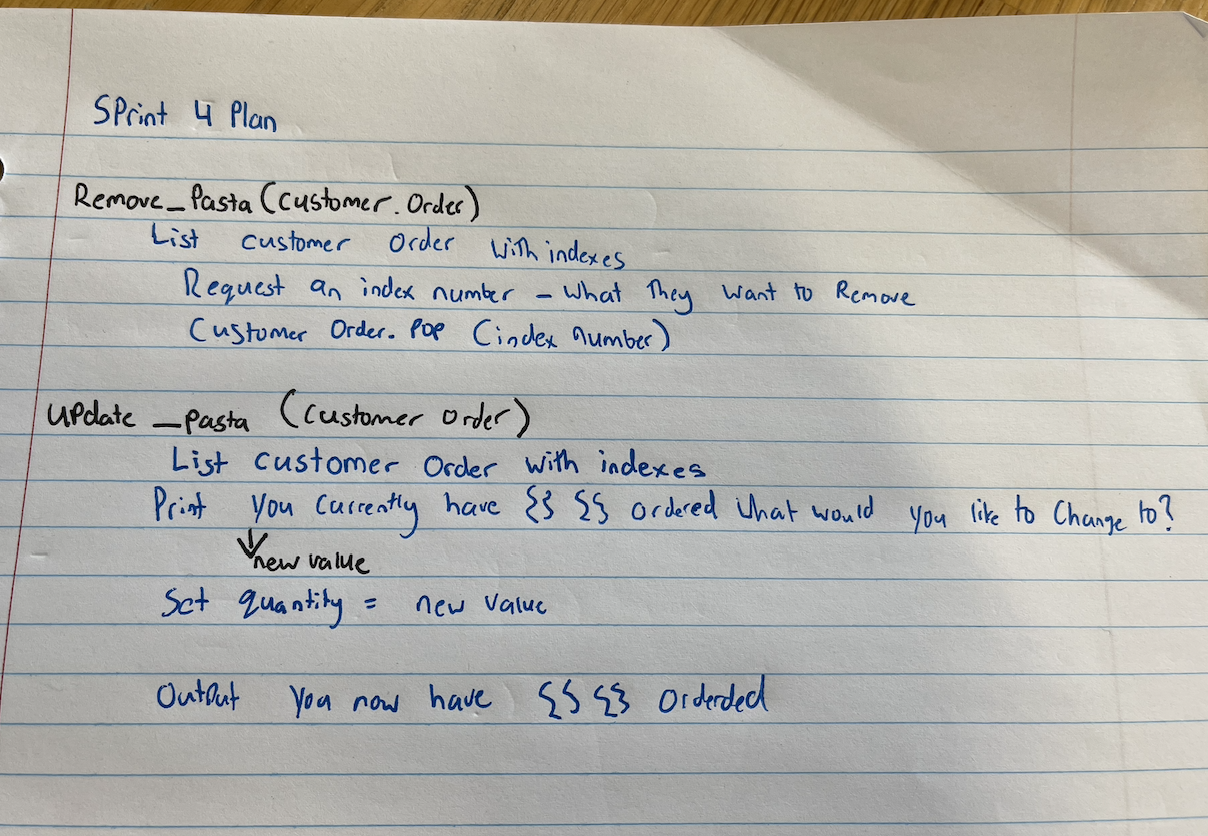 SPrint 4 Plan
Remove_Pasta (customer.Order)
List customer order with indexes
Request an index number - What They want to Remove
Customer Order. POP (index number)
UPdate _Pasta (customer order)
List customer Order with indexes
Print You Currently have {} {} ordered What would you like to Change to?
new value
Set quantity = new value
OutPut You now have {} {} Orderded